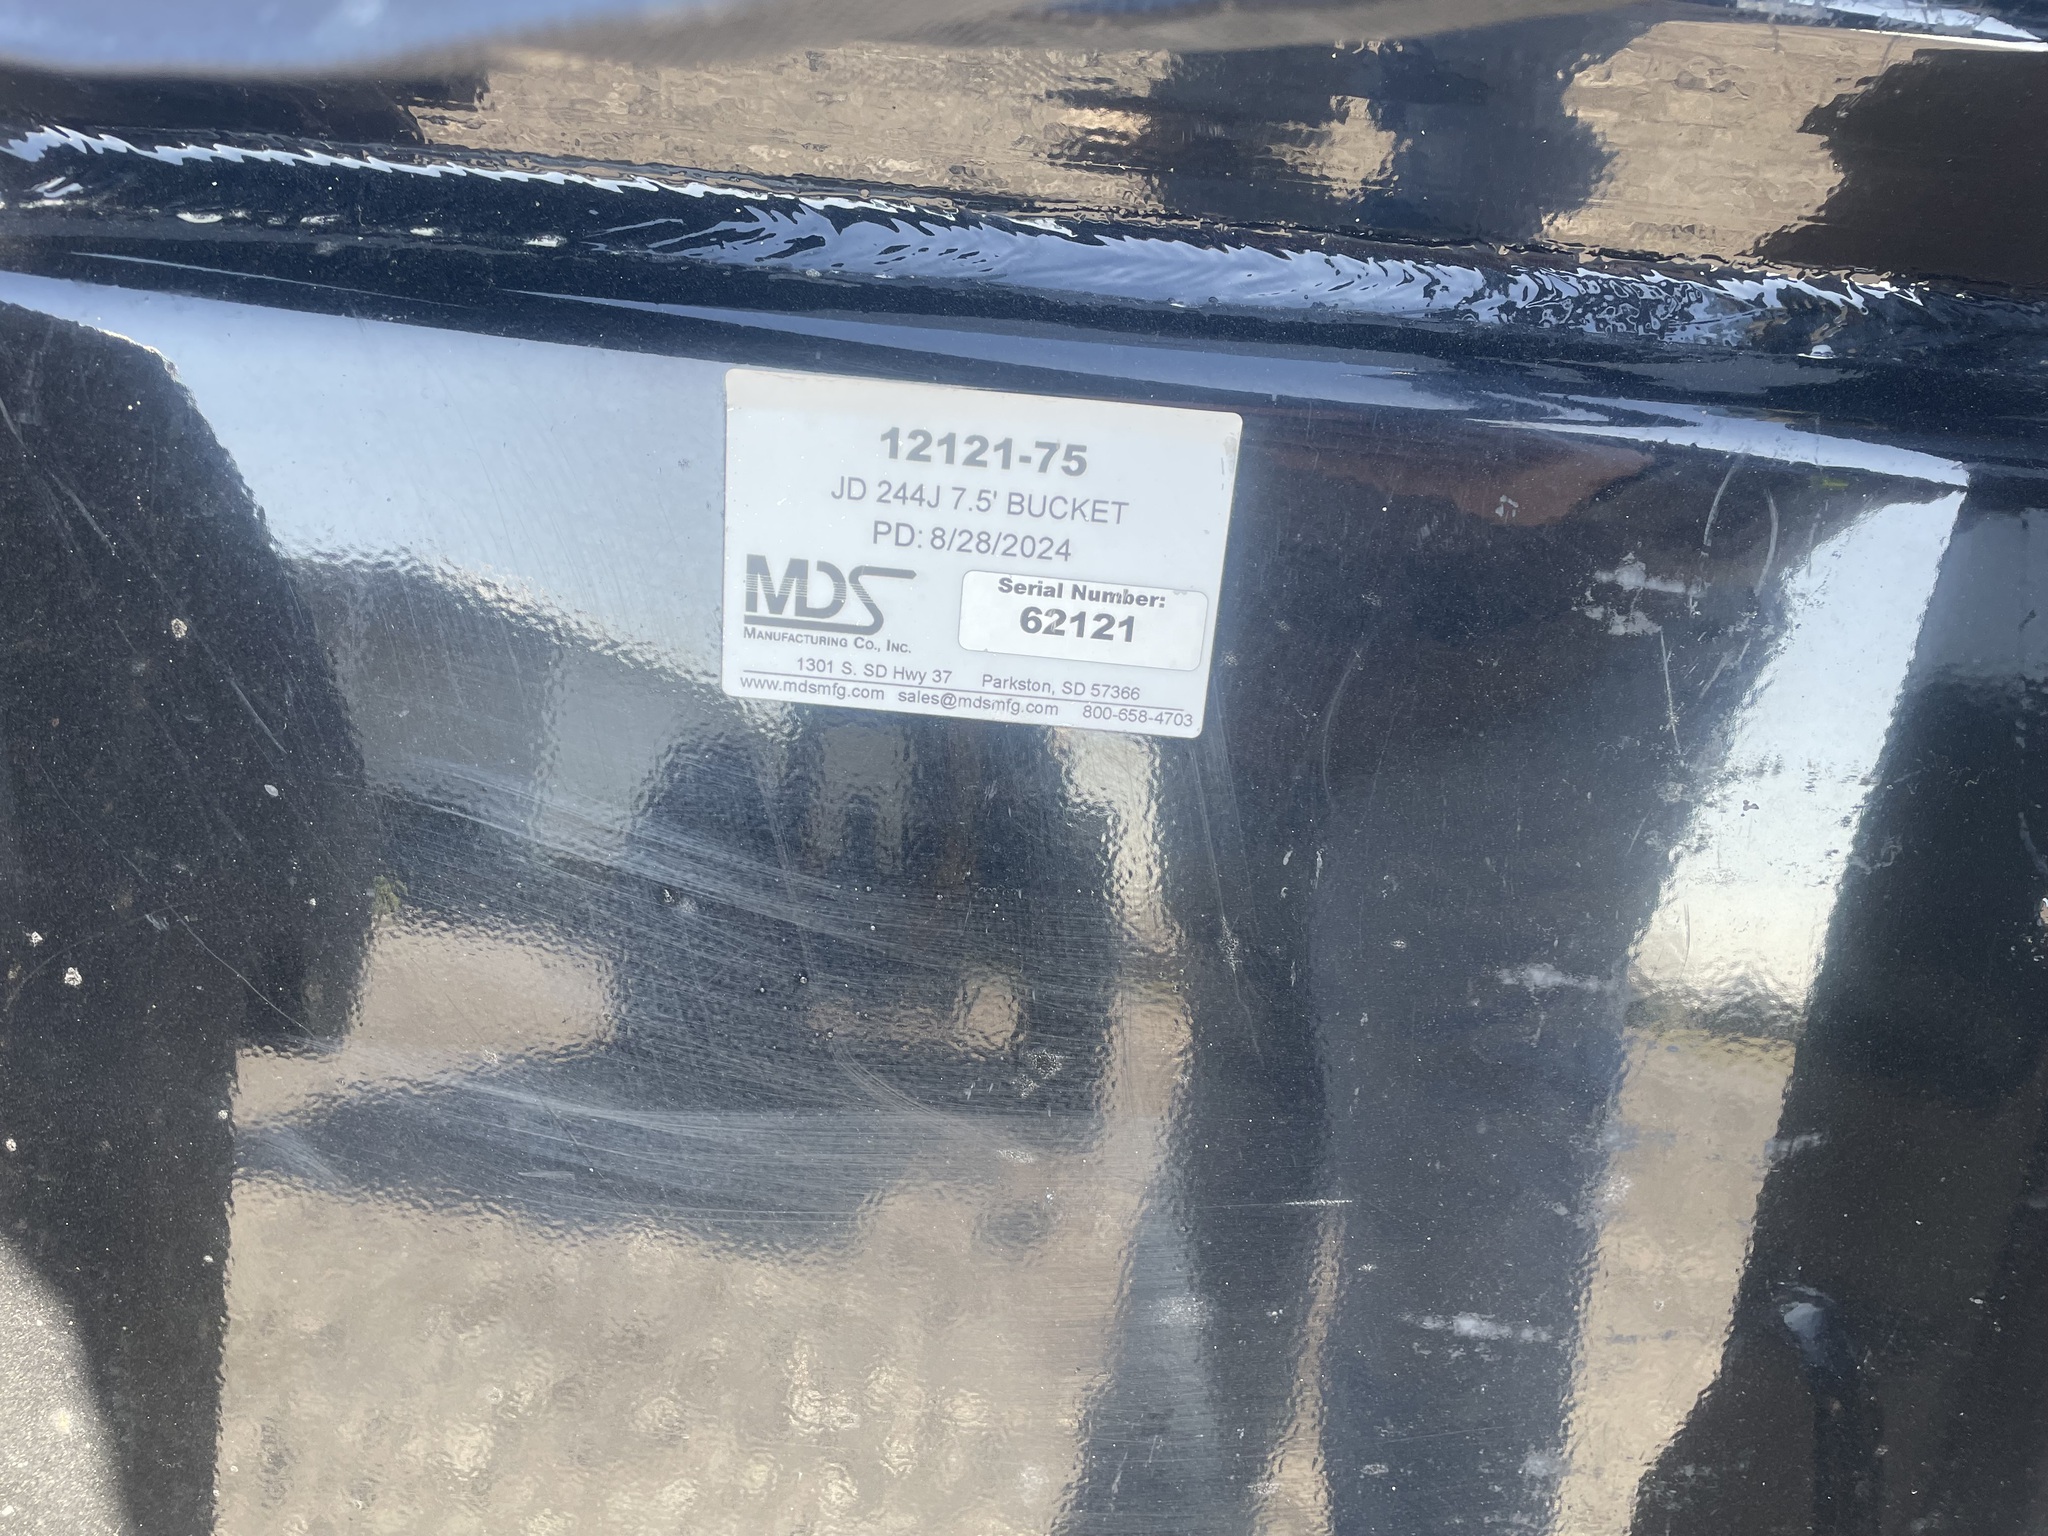 12121-75
JD 244J 7.5' BUCKET
PD: 8/28/2024
MDS
MANUFACTURING CO., INC.
Serial Number:
62121
1301 S. SD Hwy 37 Parkston, SD 57366
www.mdsmfg.com sales@mdsmfg.com 800-658-4703